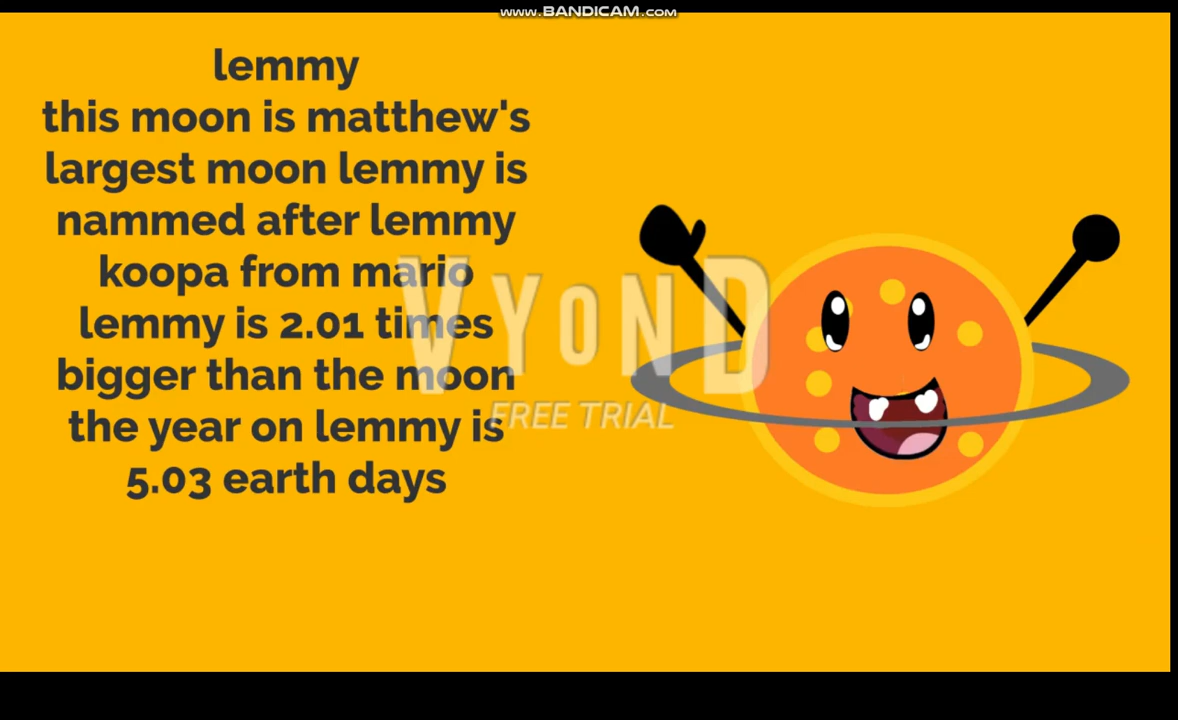 www.BANDICAM.com
lemmy
this moon is matthew's
largest moon lemmy is
nammed after lemmy
koopa from mario
lemmy is 2.01 times
bigger than the moon
the year on lemmy is
5.03 earth days
VYOND
FREE TRIAL